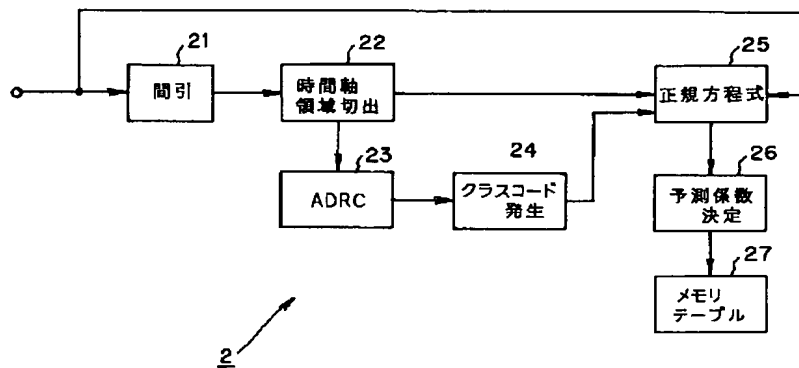 21
間引
22
時間軸
領域切出
23
ADRC
24
クラスコード
発生
25
正規方程式
26
予測係数
決定
27
メモリ
テーブル
2